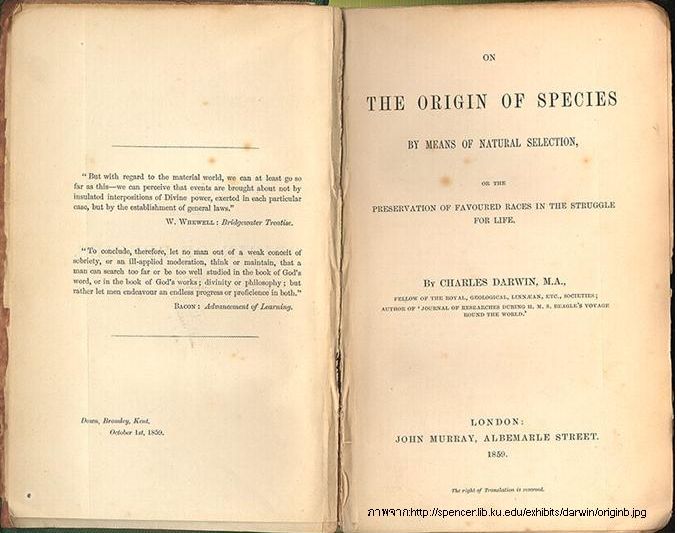 "But with regard to the material world, we can at least go so
far as this—we can perceive that events are brought about not by
insulated interpositions of Divine power, exerted in each particular
case, but by the establishment of general laws."
W. WHEWELL: Bridgewater Treatise.
"To conclude, therefore, let no man out of a weak conceit of
sobriety, or an ill-applied moderation, think or maintain, that a
man can search too far or be too well studied in the book of God's
word, or in the book of God's works; divinity or philosophy; but
rather let men endeavour an endless progress or proficience in both."
BACON: Advancement of Learning.
Down, Bromley, Kent,
October 1st, 1859.
ON
THE ORIGIN OF SPECIES
BY MEANS OF NATURAL SELECTION,
OR THE
PRESERVATION OF FAVOURED RACES IN THE STRUGGLE
FOR LIFE.
BY CHARLES DARWIN, M.A.,
FELLOW OF THE ROYAL, GEOLOGICAL, LINNÆAN, ETC., SOCIETIES;
AUTHOR OF 'JOURNAL OF RESEARCHES DURING H. M. S. BEAGLE'S VOYAGE
ROUND THE WORLD.'
LONDON:
JOHN MURRAY, ALBEMARLE STREET.
1859.
The right of Translation is reserved.
ภาพจาก:http://spencer.lib.ku.edu/exhibits/darwin/originb.jpg